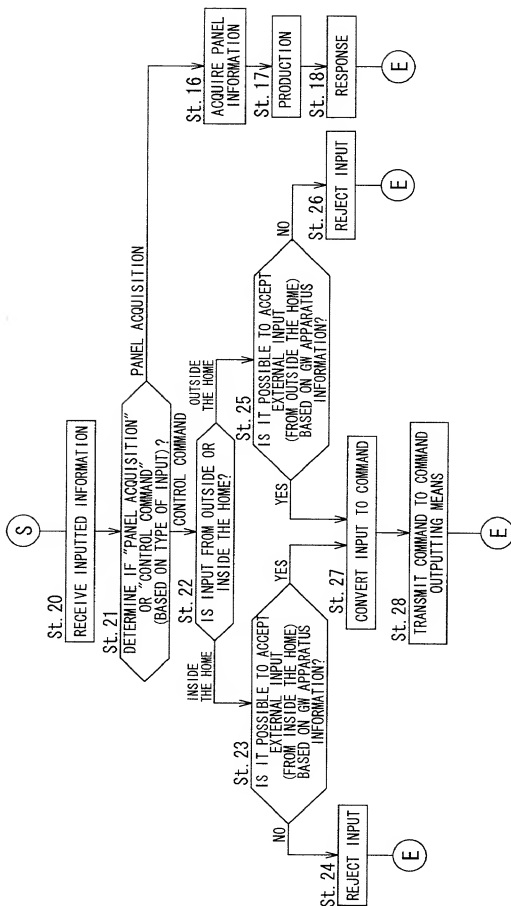 S
St. 20
RECEIVE INPUTTED INFORMATION
St. 21
DETERMINE IF "PANEL ACQUISITION"
OR "CONTROL COMMAND"
(BASED ON TYPE OF INPUT)?
PANEL ACQUISITION
CONTROL COMMAND
St. 16
ACQUIRE PANEL
INFORMATION
St. 17
PRODUCTION
St. 18
RESPONSE
E
St. 22
IS INPUT FROM OUTSIDE OR
INSIDE THE HOME?
INSIDE
THE HOME
OUTSIDE
THE HOME
St. 23
IS IT POSSIBLE TO ACCEPT
EXTERNAL INPUT
(FROM INSIDE THE HOME)
BASED ON GW APPARATUS
INFORMATION?
NO
YES
St. 24
REJECT INPUT
E
St. 25
IS IT POSSIBLE TO ACCEPT
EXTERNAL INPUT
(FROM OUTSIDE THE HOME)
BASED ON GW APPARATUS
INFORMATION?
YES
NO
St. 26
REJECT INPUT
E
St. 27
CONVERT INPUT TO COMMAND
St. 28
TRANSMIT COMMAND TO COMMAND
OUTPUTTING MEANS
E